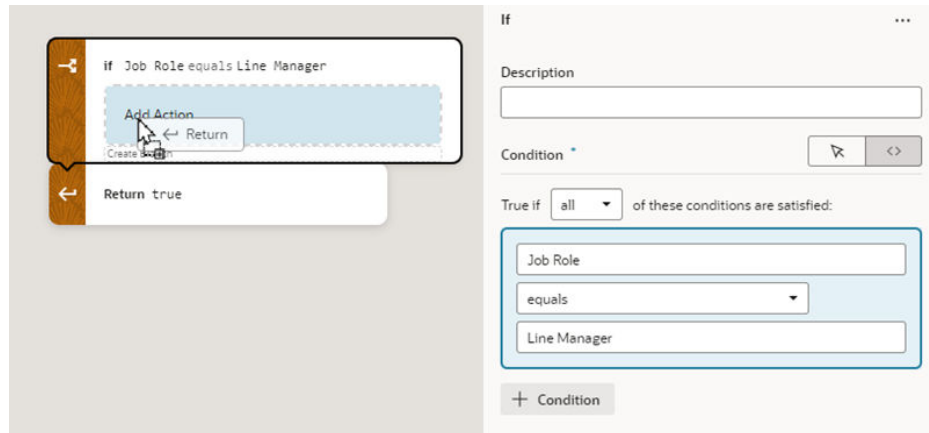 if Job Role equals Line Manager
Add Action
Return
Create
Return true
If
Description
Condition *
<>
True if all of these conditions are satisfied:
Job Role
equals
Line Manager
+ Condition